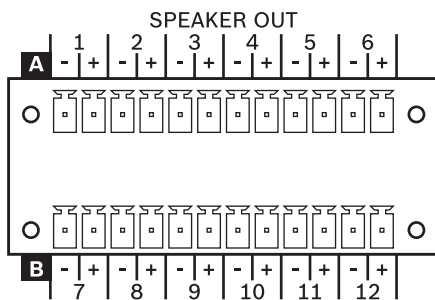 SPEAKER OUT
1 2 3 4 5 6
A - + - + - + - + - + - +
B - + - + - + - + - + - +
7 8 9 10 11 12